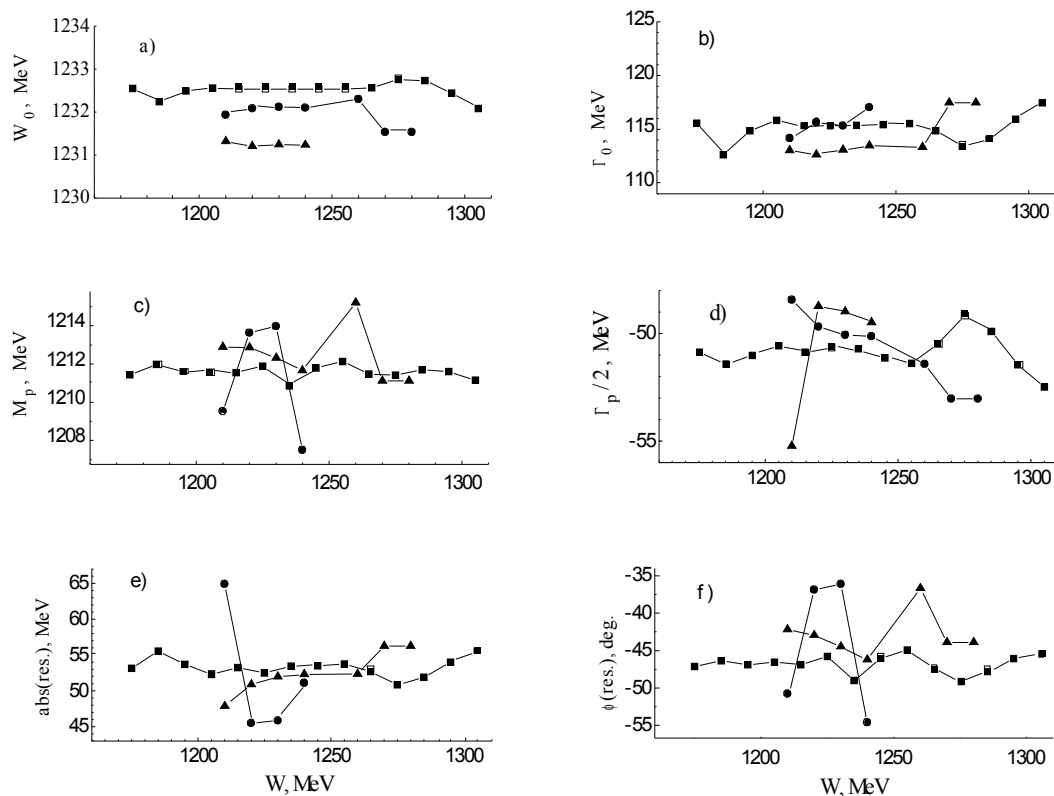 a)
W0, MeV
1234
1233
1232
1231
1230
1200 1250 1300
b)
Γ0, MeV
125
120
115
110
1200 1250 1300
c)
Mp, MeV
1214
1212
1210
1208
1200 1250 1300
d)
Γp/2, MeV
-50
-55
1200 1250 1300
e)
abs(res.), MeV
65
60
55
50
45
1200 1250 1300
W, MeV
f)
ϕ(res.), deg.
-35
-40
-45
-50
-55
1200 1250 1300
W, MeV